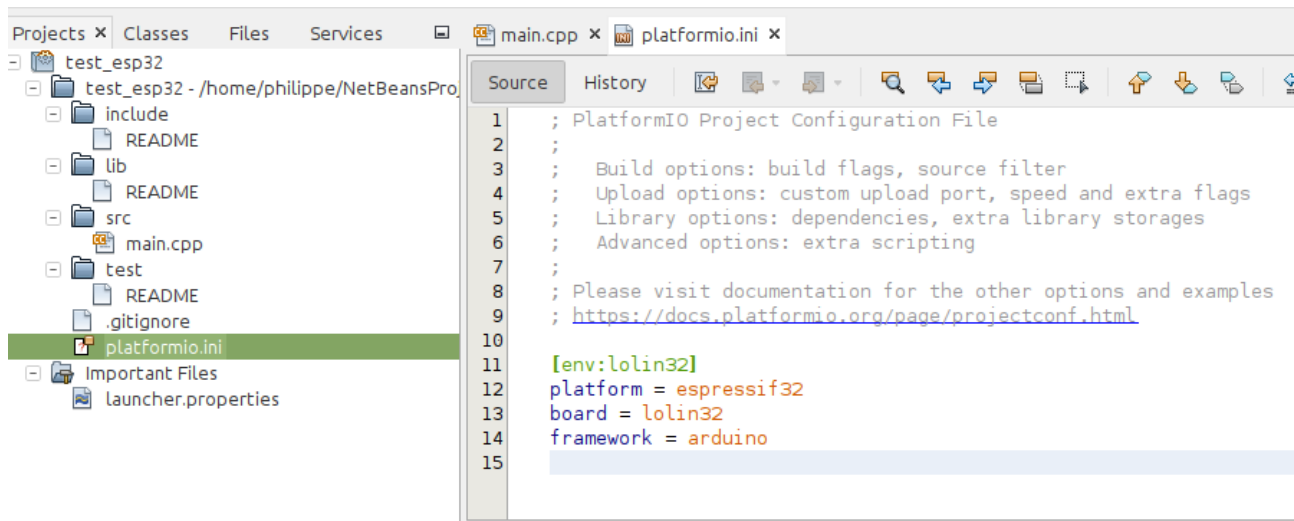 Projects Classes Files Services
test_esp32
test_esp32 - /home/philippe/NetBeansProj
include
README
lib
README
src
main.cpp
test
README
.gitignore
platformio.ini
Important Files
launcher.properties
main.cpp platformio.ini
Source History
1 ; PlatformIO Project Configuration File
2 ;
3 ;   Build options: build flags, source filter
4 ;   Upload options: custom upload port, speed and extra flags
5 ;   Library options: dependencies, extra library storages
6 ;   Advanced options: extra scripting
7 ;
8 ; Please visit documentation for the other options and examples
9 ; https://docs.platformio.org/page/projectconf.html
10
11 [env:lolin32]
12 platform = espressif32
13 board = lolin32
14 framework = arduino
15